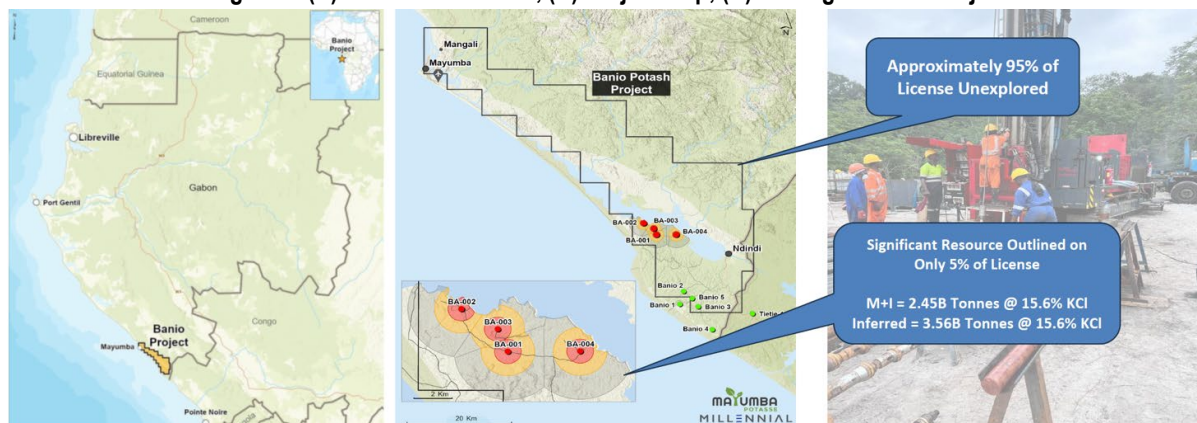 Cameroon
Equatorial Guinea
Libreville
Port Gentil
Gabon
Congo
Mayumba
Banio
Project
Pointe Noire
Banio
Project
Africa
Mangali
Mayumba
Banio Potash
Project
N
BA-002
BA-003
BA-001
BA-004
Ndindi
Banio 2
Banio 5
Banio 1
Banio 3
Banio 4
BA-002
BA-003
BA-001
BA-004
2 Km
20 Km
MAYUMBA
POTASSE
MILLENNIAL
Approximately 95% of
License Unexplored
Significant Resource Outlined on
Only 5% of License
M+I = 2.45B Tonnes @ 15.6% KCl
Inferred = 3.56B Tonnes @ 15.6% KCl